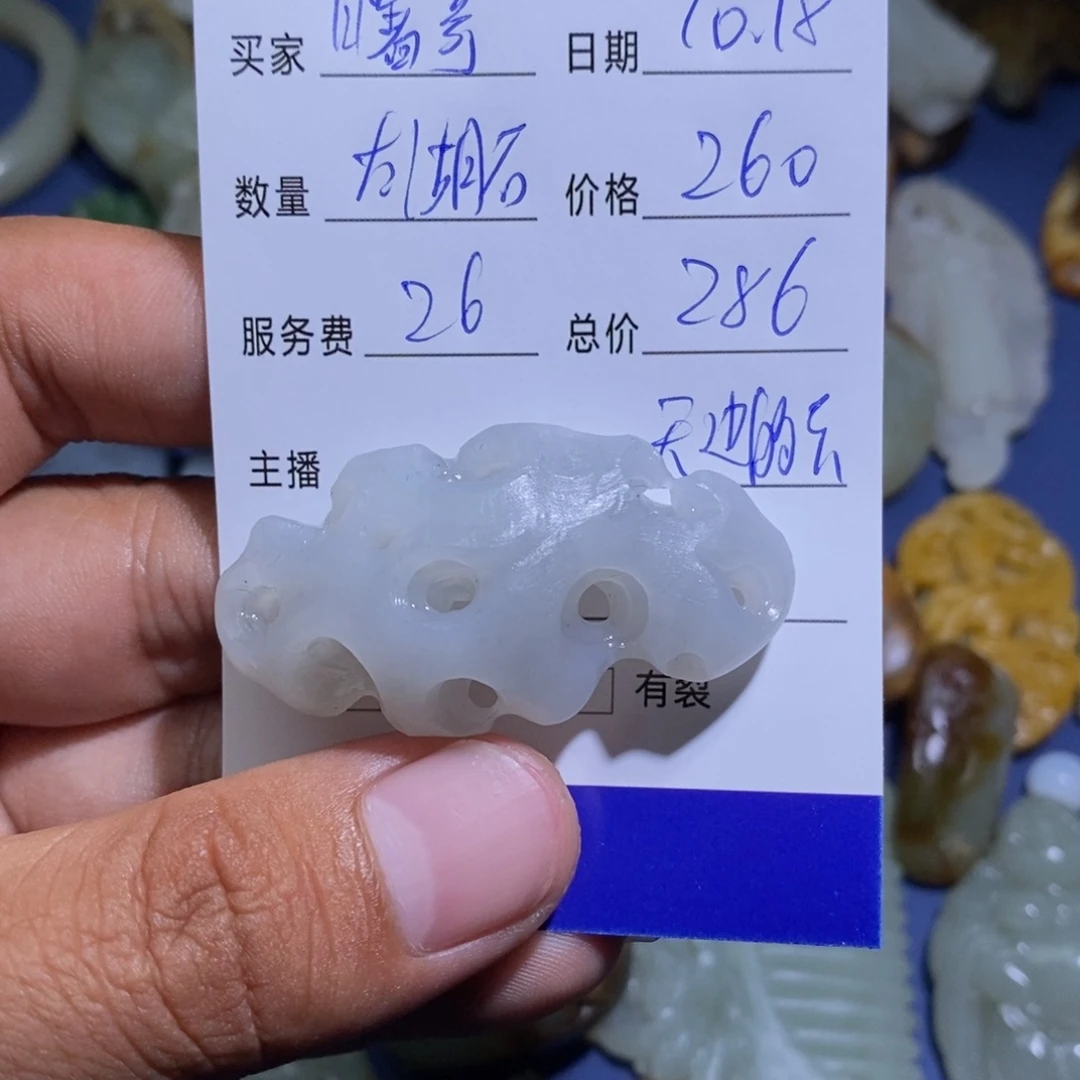 买家 日期 10.18
数量 太湖石 价格 260
服务费 26 总价 286
主播 天边的云
有裂